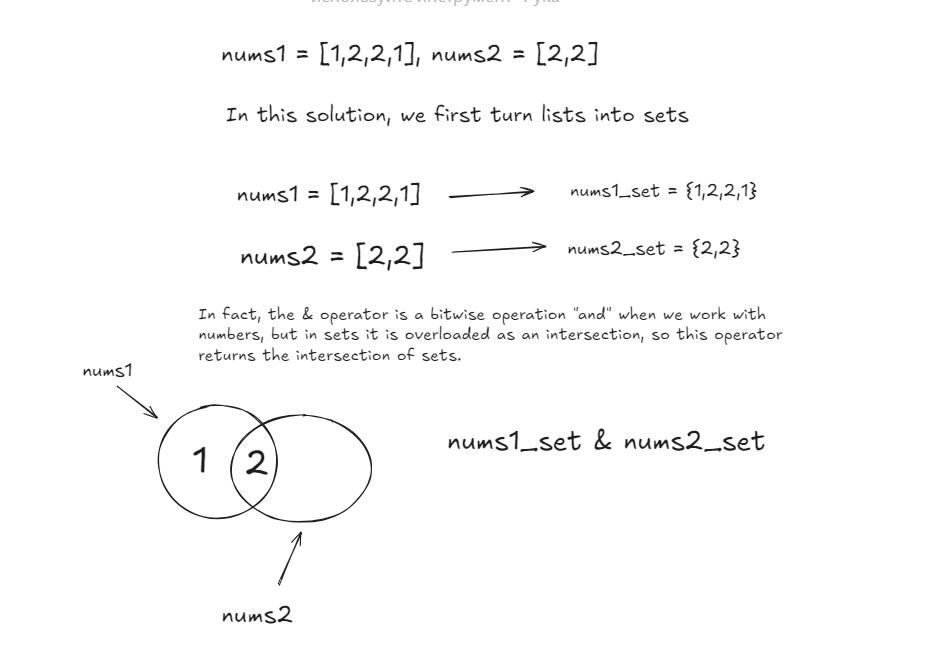 nums1 = [1,2,2,1], nums2 = [2,2]
In this solution, we first turn lists into sets
nums1 = [1,2,2,1] nums1_set = {1,2,2,1}
nums2 = [2,2] nums2_set = {2,2}
In fact, the & operator is a bitwise operation "and" when we work with
numbers, but in sets it is overloaded as an intersection, so this operator
returns the intersection of sets.
nums1
1 2
nums1_set & nums2_set
nums2